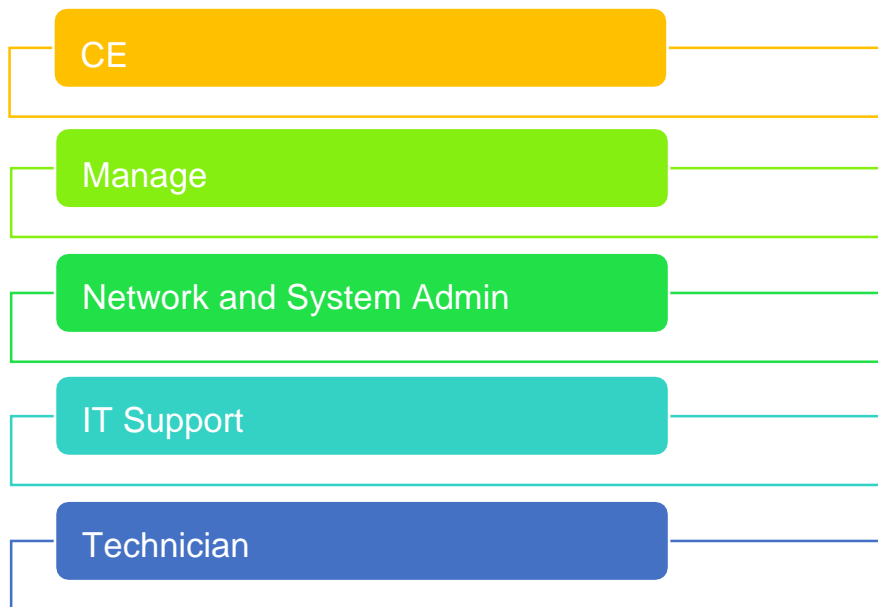 CE
Manage
Network and System Admin
IT Support
Technician